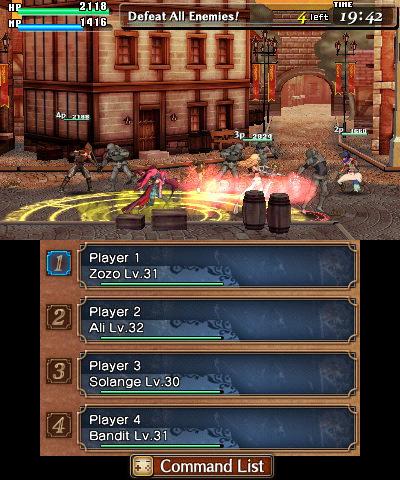 HP 2118
HP 1416
Defeat All Enemies!
4 left
TIME
19:42
4p 2188
3p 2929
2p 1660
1
Player 1
Zozo Lv.31
2
Player 2
Ali Lv.32
3
Player 3
Solange Lv.30
4
Player 4
Bandit Lv.31
Command List